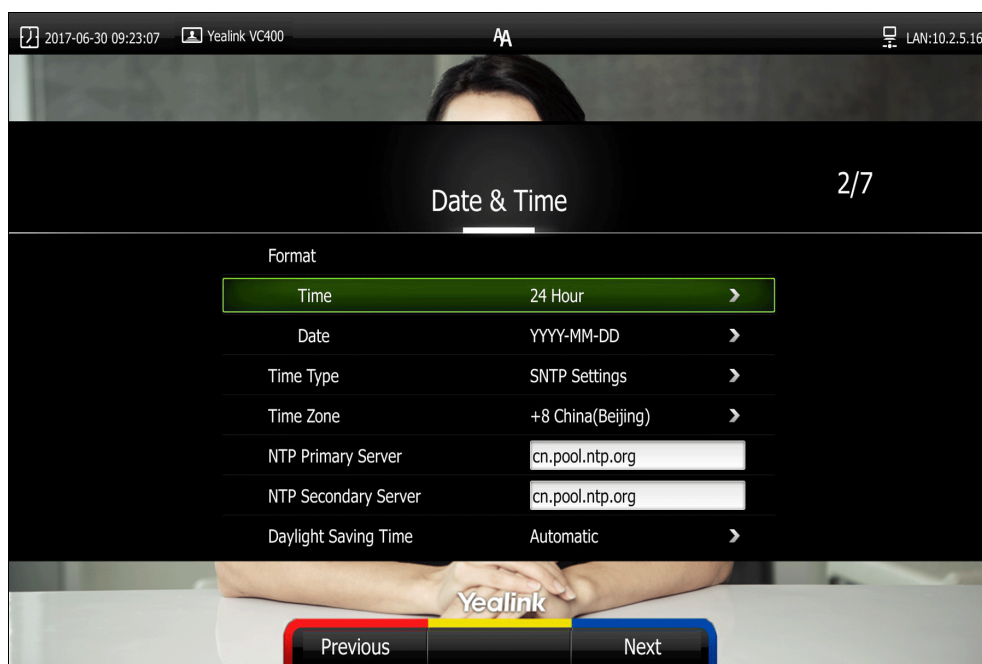 2017-06-30 09:23:07 Yealink VC400 AA LAN:10.2.5.16
2/7
Date & Time
Format
Time 24 Hour
Date YYYY-MM-DD
Time Type SNTP Settings
Time Zone +8 China(Beijing)
NTP Primary Server cn.pool.ntp.org
NTP Secondary Server cn.pool.ntp.org
Daylight Saving Time Automatic
Yealink
Previous Next